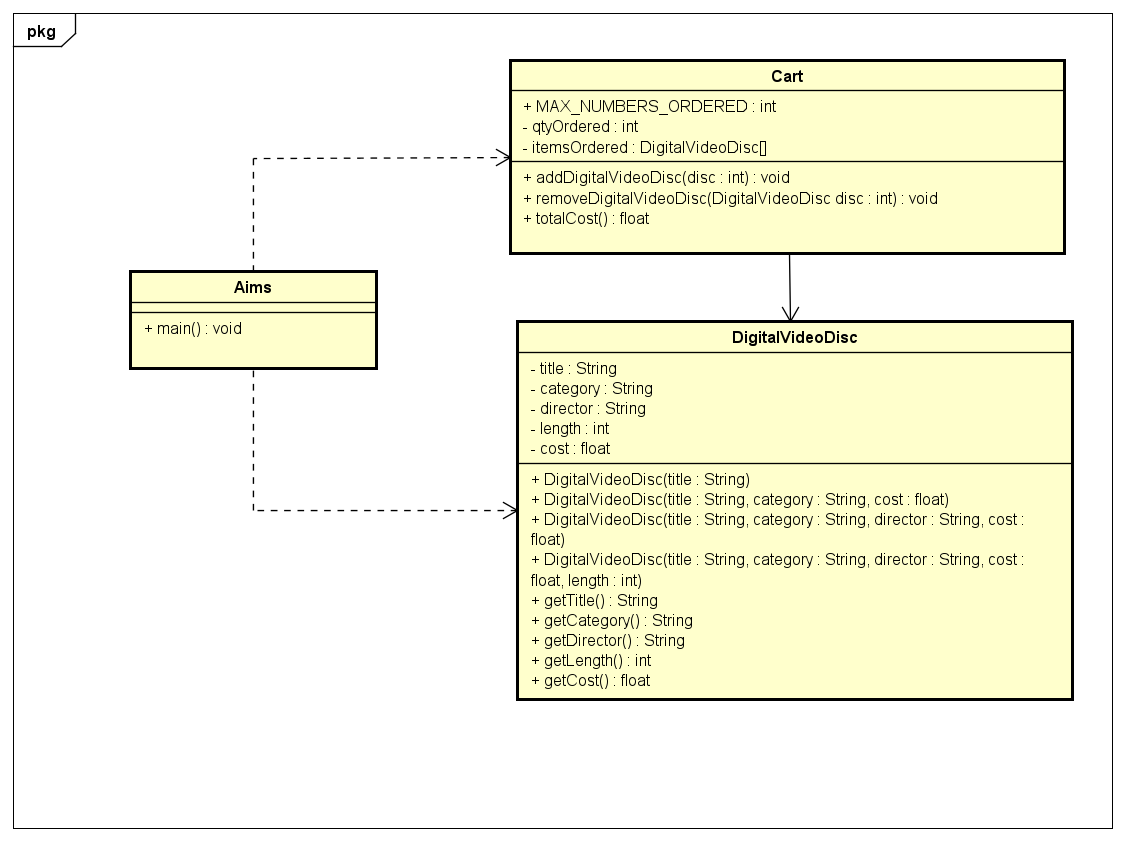 pkg
Cart
+ MAX_NUMBERS_ORDERED : int
- qtyOrdered : int
- itemsOrdered : DigitalVideoDisc[]
+ addDigitalVideoDisc(disc : int) : void
+ removeDigitalVideoDisc(DigitalVideoDisc disc : int) : void
+ totalCost() : float
Aims
+ main() : void
DigitalVideoDisc
- title : String
- category : String
- director : String
- length : int
- cost : float
+ DigitalVideoDisc(title : String)
+ DigitalVideoDisc(title : String, category : String, cost : float)
+ DigitalVideoDisc(title : String, category : String, director : String, cost :
float)
+ DigitalVideoDisc(title : String, category : String, director : String, cost :
float, length : int)
+ getTitle() : String
+ getCategory() : String
+ getDirector() : String
+ getLength() : int
+ getCost() : float